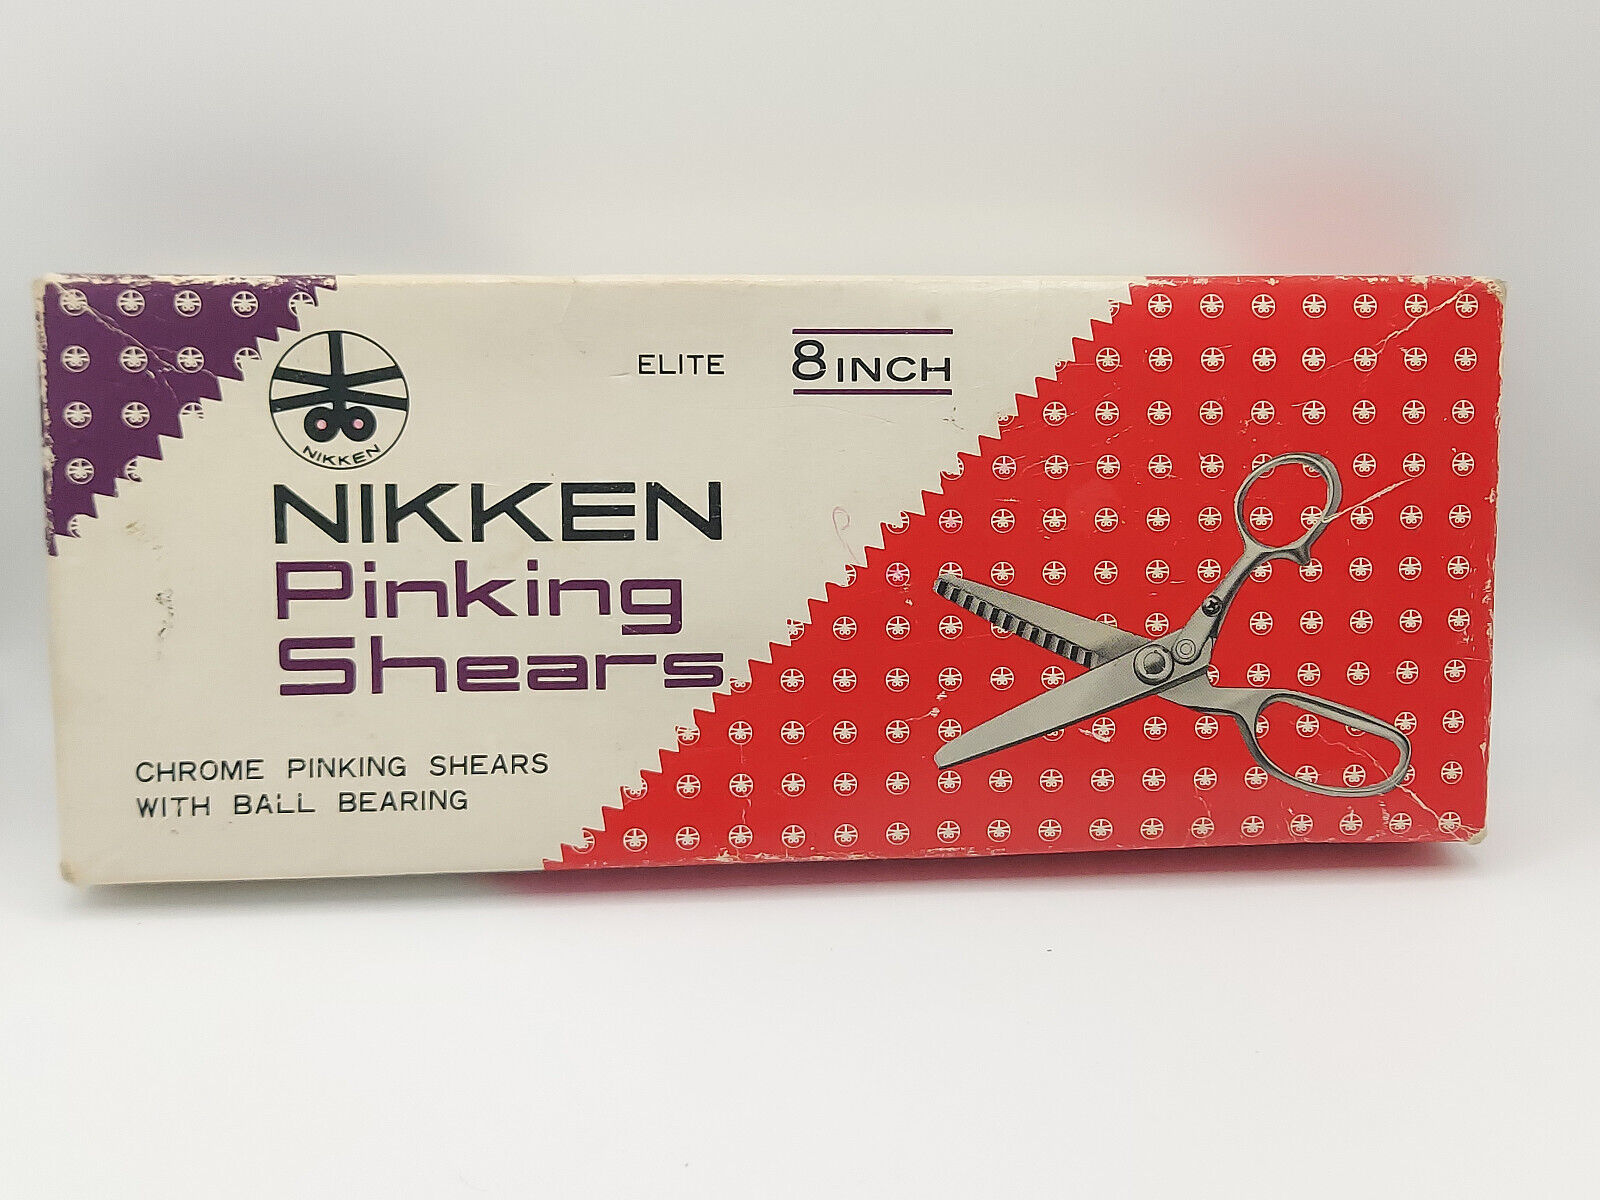 NIKKEN
ELITE
8 INCH
NIKKEN
Pinking
Shears
CHROME PINKING SHEARS
WITH BALL BEARING